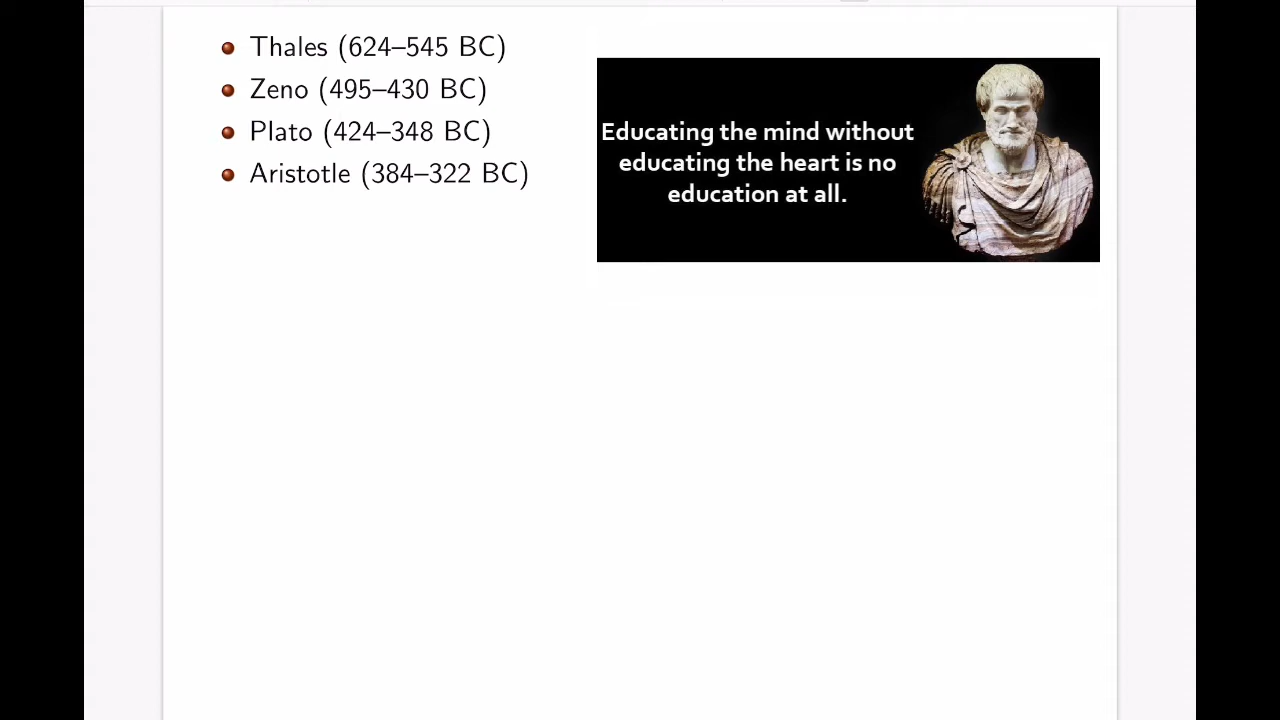 Thales (624–545 BC)
Zeno (495–430 BC)
Plato (424–348 BC)
Aristotle (384–322 BC)
Educating the mind without
educating the heart is no
education at all.